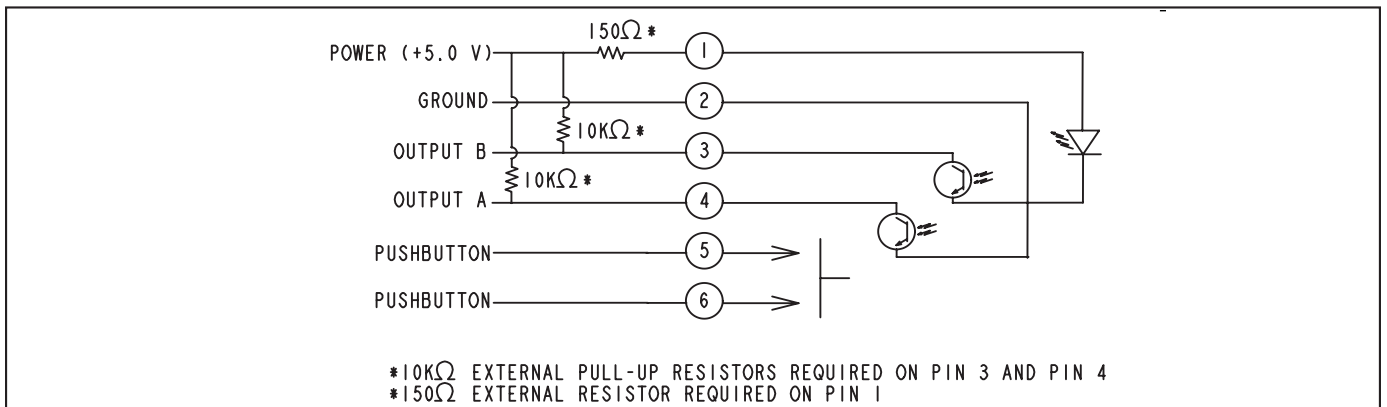 150Ω*
POWER (+5.0 V) 1
GROUND 2
10KΩ*
OUTPUT B 3
10KΩ*
OUTPUT A 4
PUSHBUTTON 5
PUSHBUTTON 6
*10KΩ EXTERNAL PULL-UP RESISTORS REQUIRED ON PIN 3 AND PIN 4
*150Ω EXTERNAL RESISTOR REQUIRED ON PIN 1